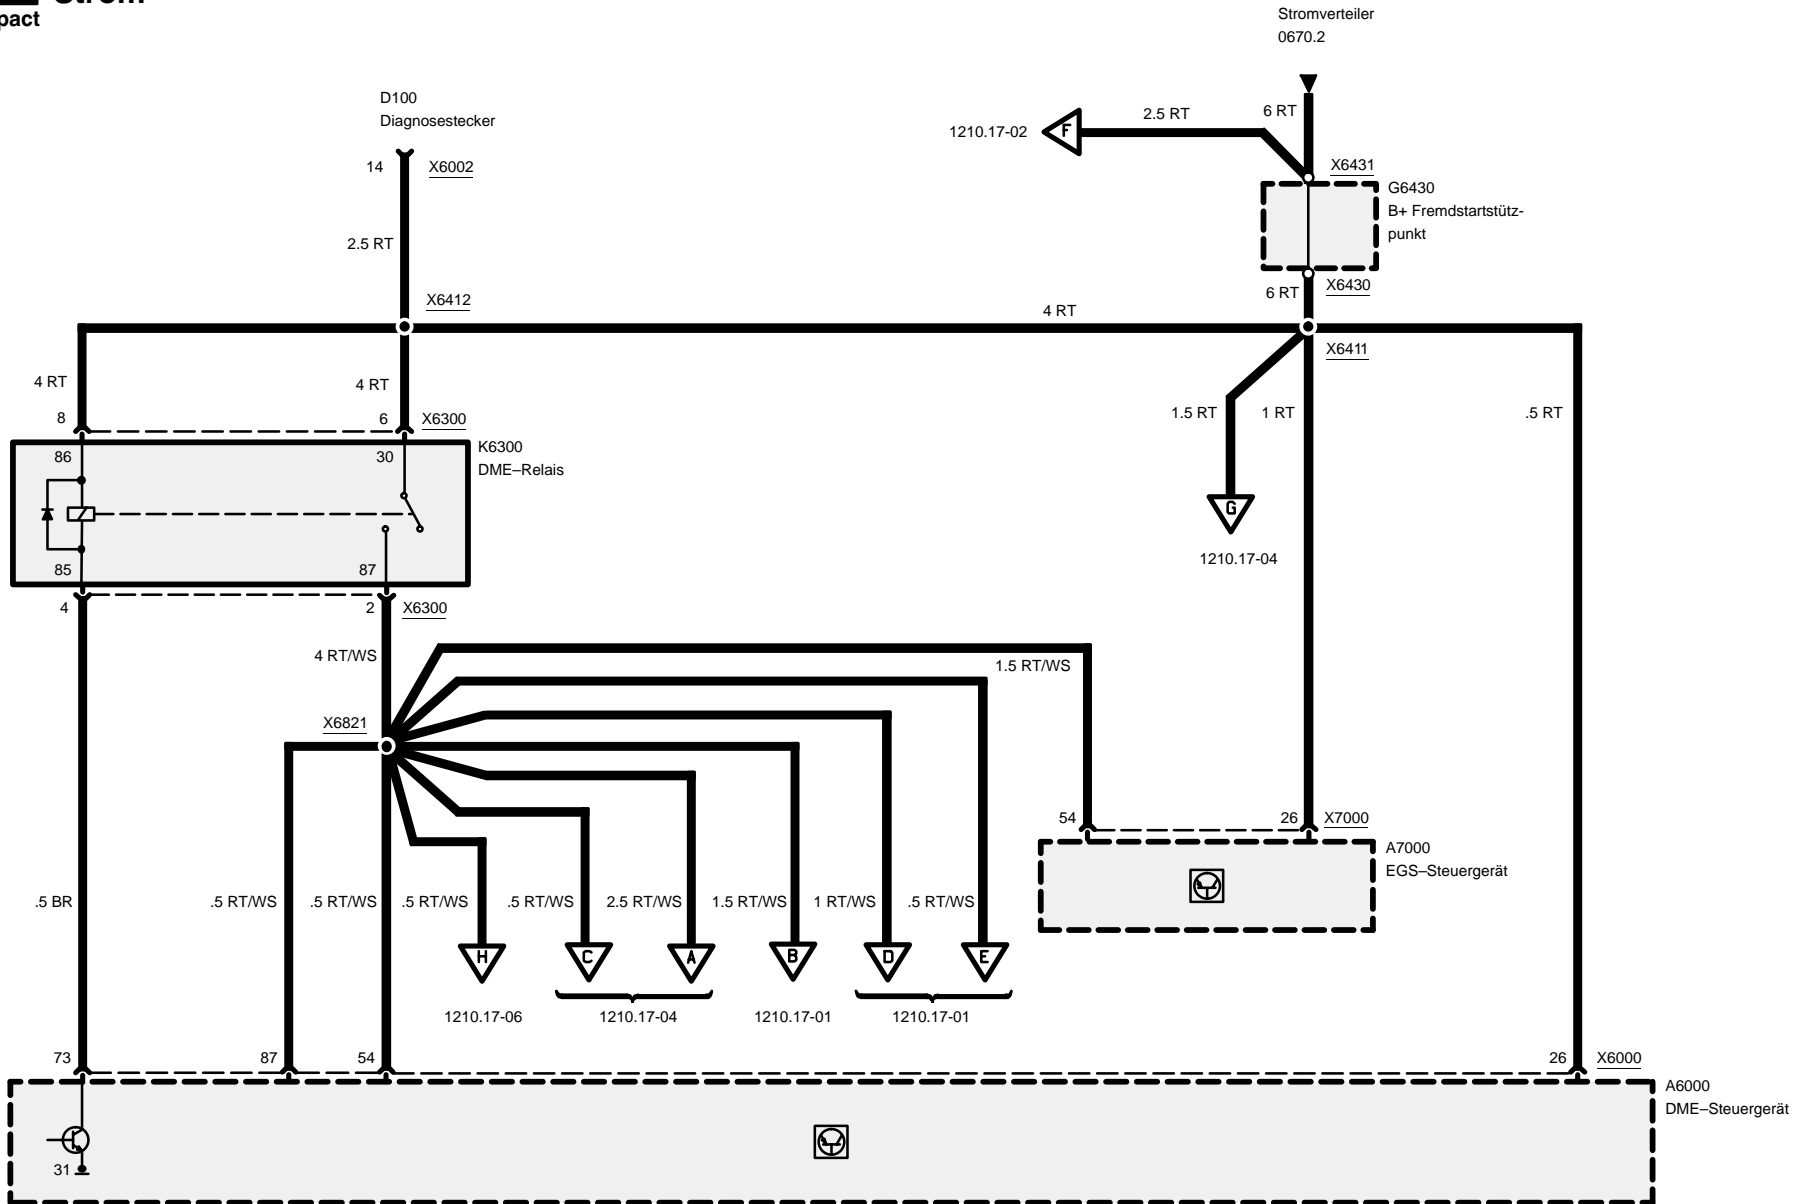 pact
Stromverteiler
0670.2
D100
Diagnosestecker
1210.17-02
F
2.5 RT
6 RT
14
X6002
X6431
G6430
B+ Fremdstartstütz-
punkt
2.5 RT
X6412
6 RT
X6430
4 RT
X6411
4 RT
4 RT
1.5 RT
1 RT
.5 RT
8
6
X6300
K6300
DME–Relais
86
30
G
1210.17-04
85
87
4
2
X6300
4 RT/WS
1.5 RT/WS
X6821
54
26
X7000
A7000
EGS–Steuergerät
.5 BR
.5 RT/WS
.5 RT/WS
.5 RT/WS
.5 RT/WS
2.5 RT/WS
1.5 RT/WS
1 RT/WS
.5 RT/WS
H
C
A
B
D
E
1210.17-06
1210.17-04
1210.17-01
1210.17-01
73
87
54
26
X6000
A6000
DME–Steuergerät
31